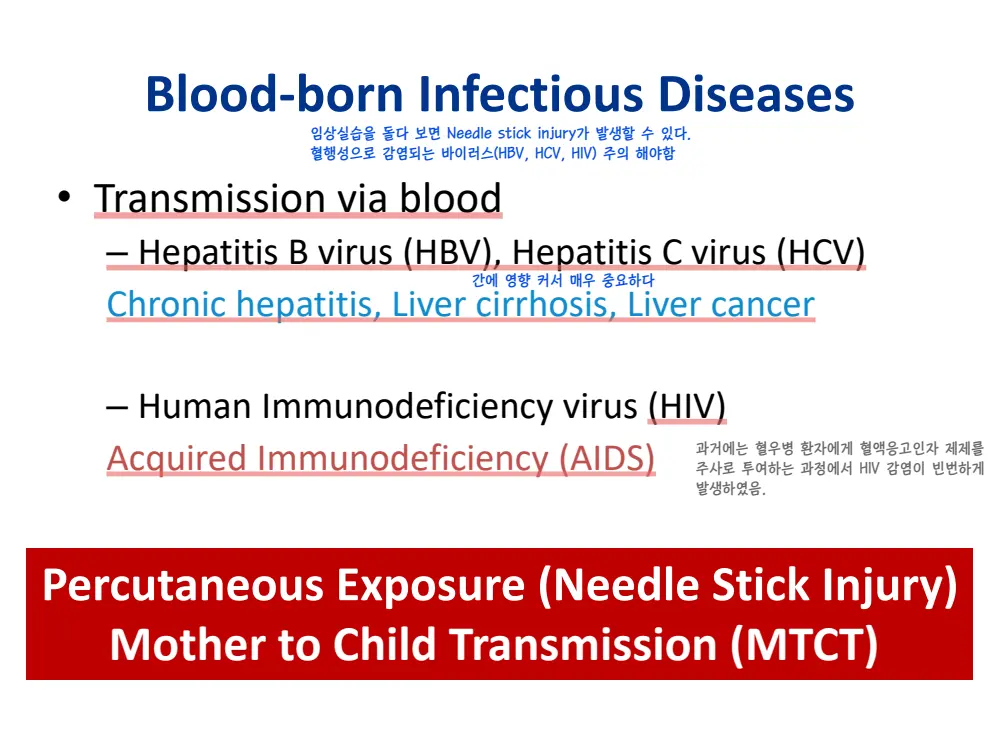 Blood-born Infectious Diseases
임상실습을 돌다 보면 Needle stick injury가 발생할 수 있다.
혈행성으로 감염되는 바이러스(HBV, HCV, HIV) 주의 해야함
• Transmission via blood
– Hepatitis B virus (HBV), Hepatitis C virus (HCV)
간에 영향 커서 매우 중요하다
Chronic hepatitis, Liver cirrhosis, Liver cancer
– Human Immunodeficiency virus (HIV)
Acquired Immunodeficiency (AIDS)
과거에는 혈우병 환자에게 혈액응고인자 제제를
주사로 투여하는 과정에서 HIV 감염이 빈번하게
발생하였음.
Percutaneous Exposure (Needle Stick Injury)
Mother to Child Transmission (MTCT)